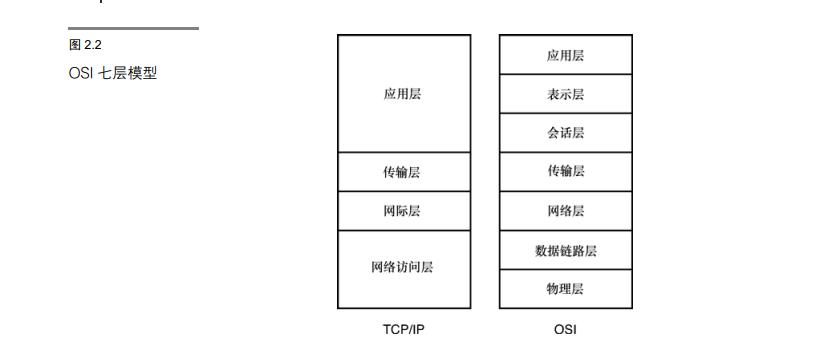 图 2.2
OSI 七层模型
应用层
传输层
网际层
网络访问层
TCP/IP
应用层
表示层
会话层
传输层
网络层
数据链路层
物理层
OSI